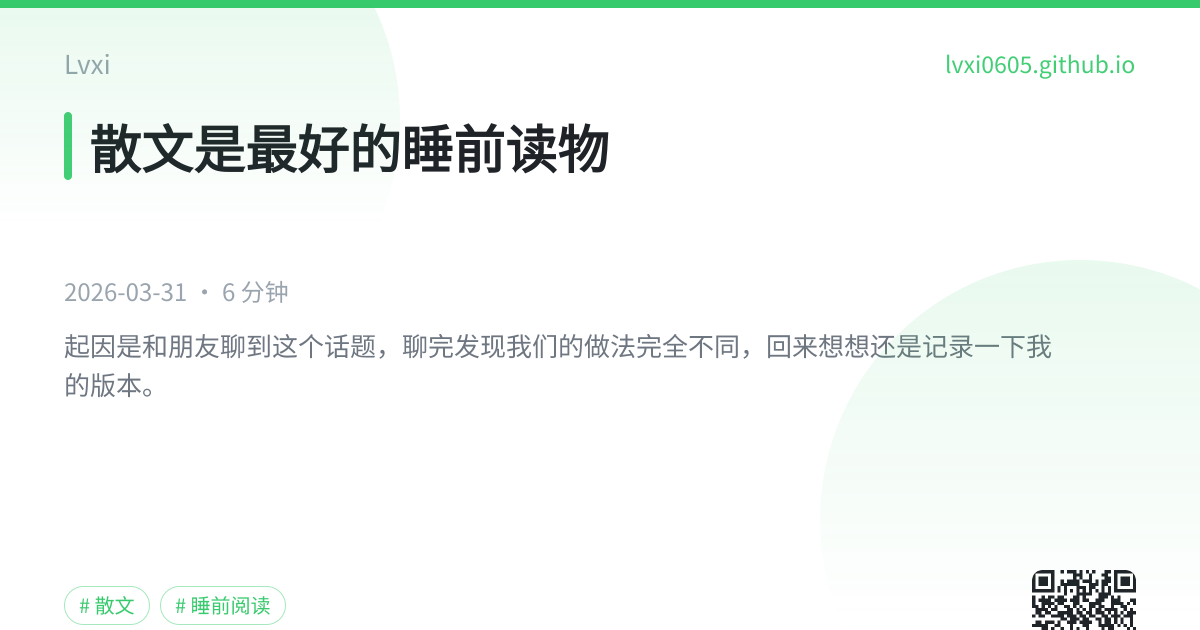 Lvxi
lvxi0605.github.io
散文是最好的睡前读物
2026-03-31 · 6 分钟
起因是和朋友聊到这个话题，聊完发现我们的做法完全不同，回来想想还是记录一下我
的版本。
# 散文
# 睡前阅读